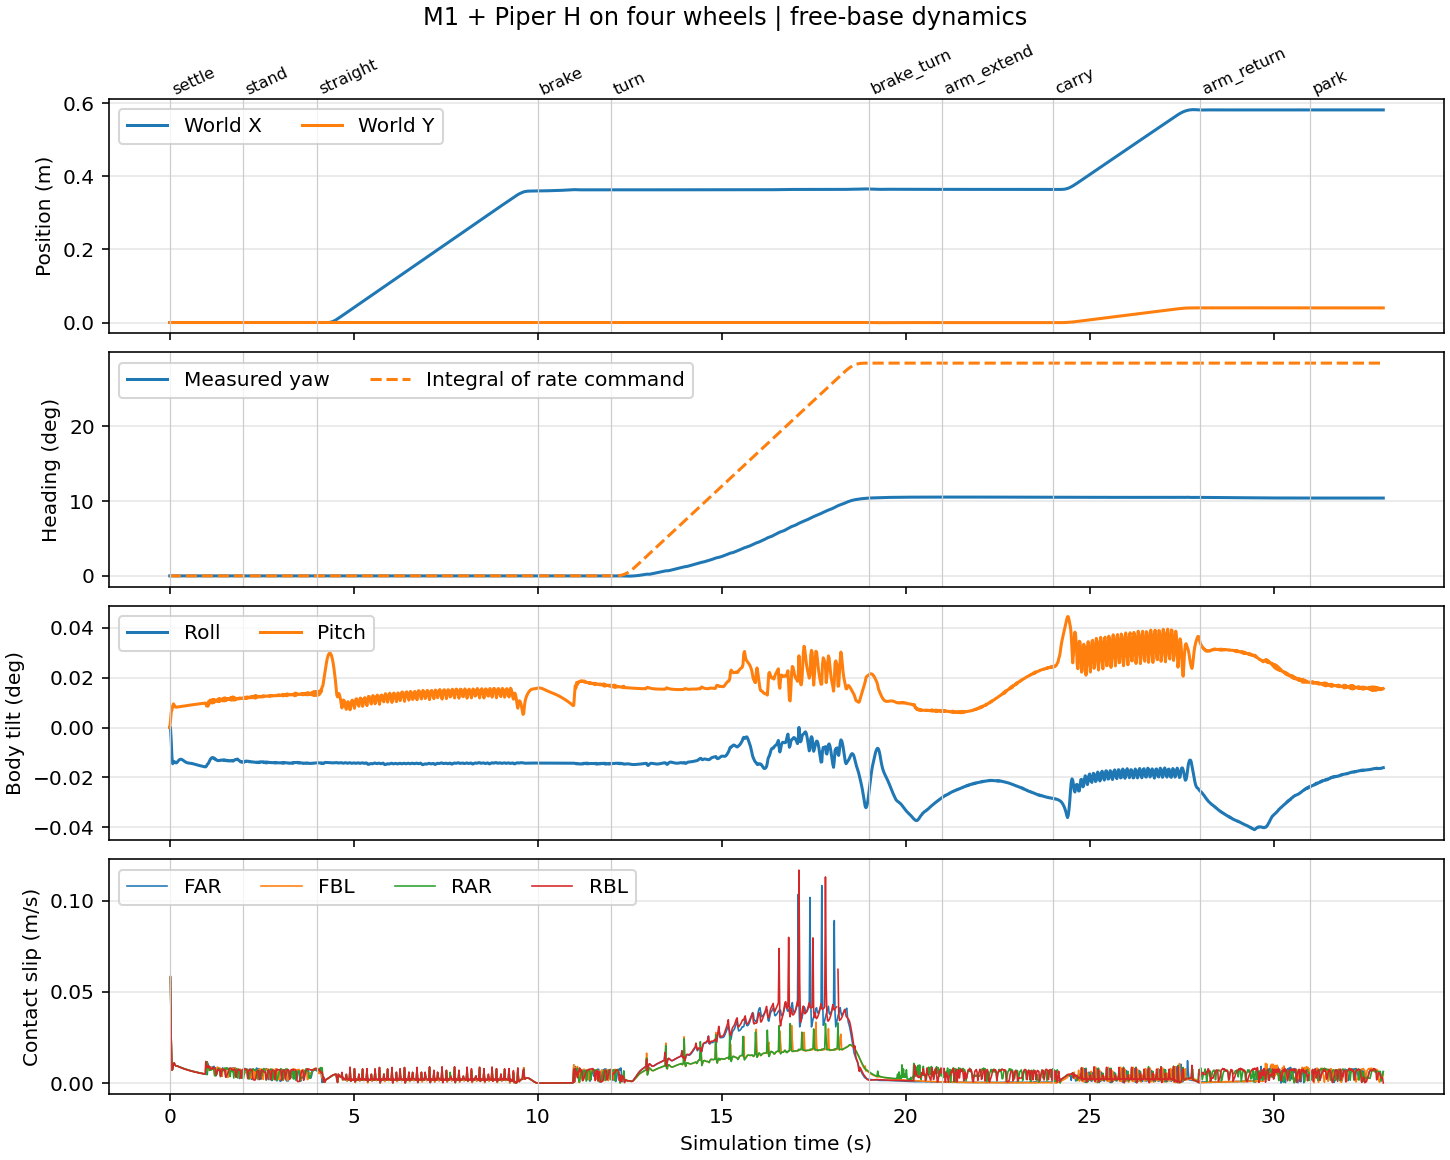 M1 + Piper H on four wheels | free-base dynamics
settle stand straight brake turn brake_turn arm_extend carry arm_return park
World X World Y
Position (m)
0.6
0.4
0.2
0.0
Measured yaw Integral of rate command
Heading (deg)
20
10
0
Roll Pitch
Body tilt (deg)
0.04
0.02
0.00
−0.02
−0.04
FAR FBL RAR RBL
Contact slip (m/s)
0.10
0.05
0.00
0 5 10 15 20 25 30
Simulation time (s)